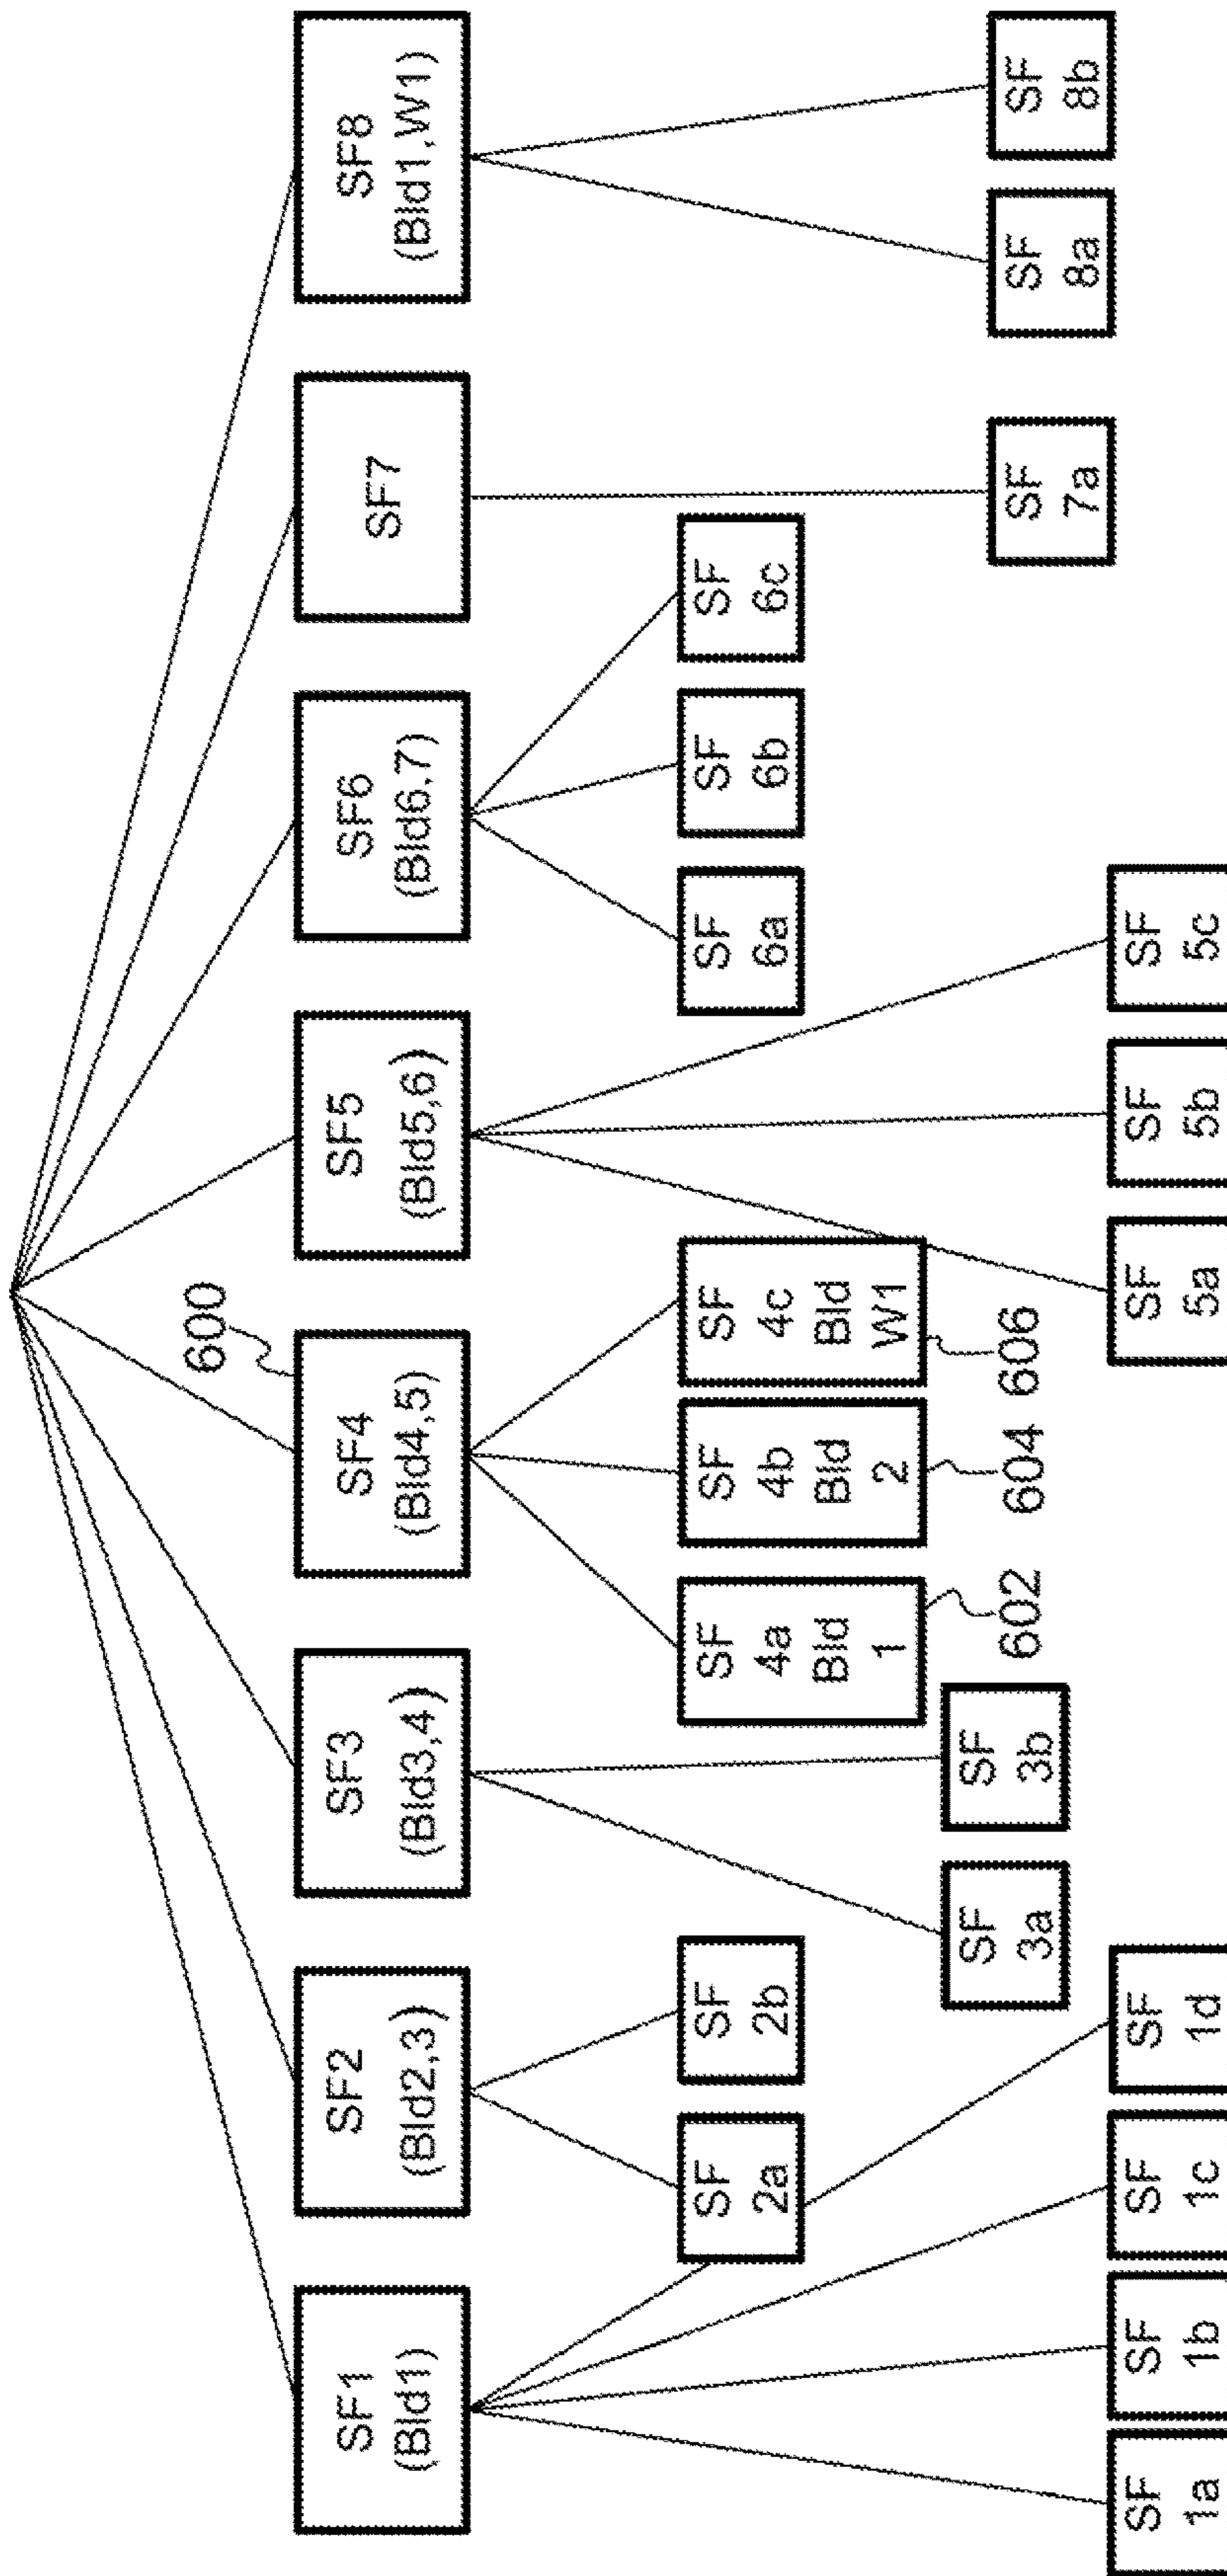 600
SF1
(Bld1)
SF2
(Bld2,3)
SF3
(Bld3,4)
SF4
(Bld4,5)
SF5
(Bld5,6)
SF6
(Bld6,7)
SF7
SF8
(Bld1,W1)
SF
2a
SF
2b
SF
4a
Bld
1
SF
4b
Bld
2
SF
4c
Bld
W1
SF
6a
SF
6b
SF
6c
SF
3a
SF
3b
602
604
606
SF
7a
SF
8a
SF
8b
SF
1a
SF
1b
SF
1c
SF
1d
SF
5a
SF
5b
SF
5c